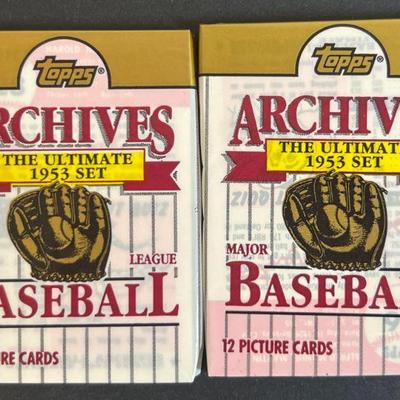 Topps
ARCHIVES
THE ULTIMATE
1953 SET
LEAGUE
BASEBALL
RE CARDS
Topps
ARCHIVES
THE ULTIMATE
1953 SET
MAJOR
BASEBAL
12 PICTURE CARDS